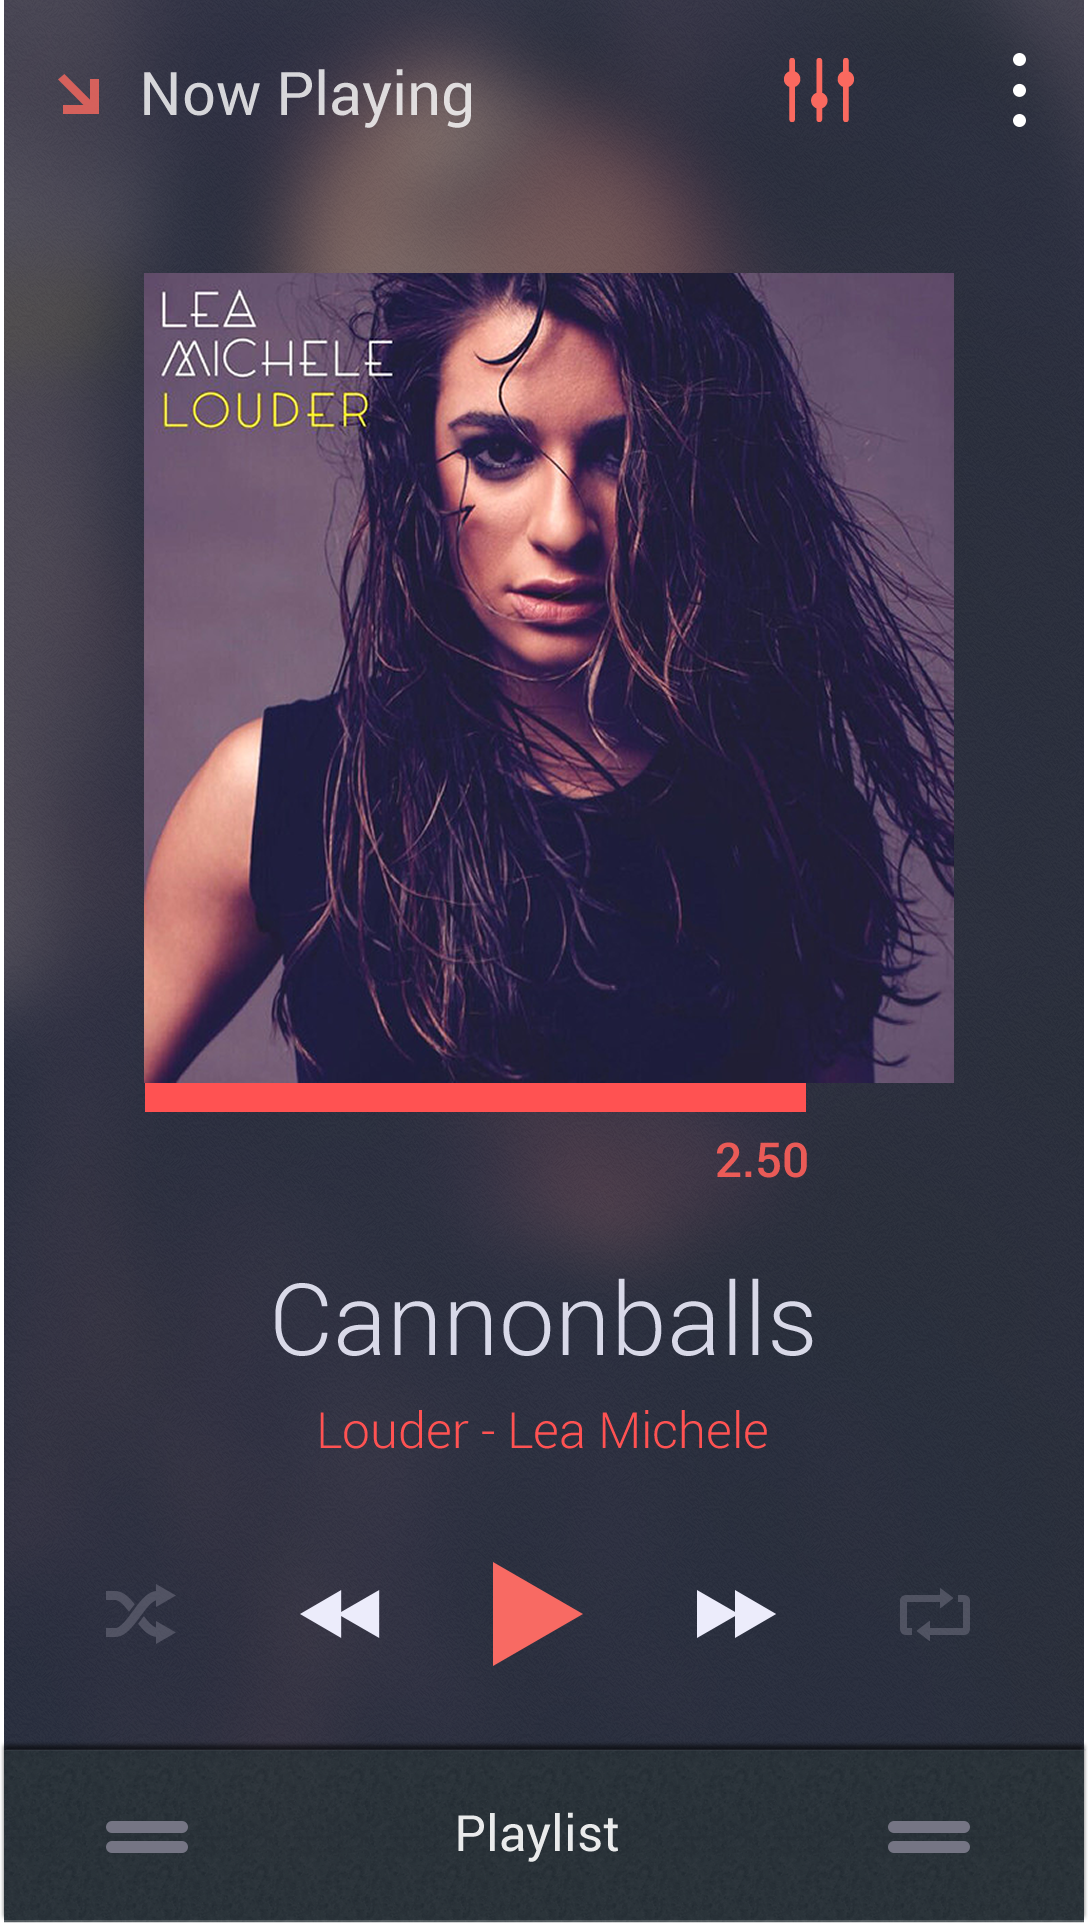 Now Playing
LEA
MICHELE
LOUDER
2.50
Cannonballs
Louder - Lea Michele
Playlist